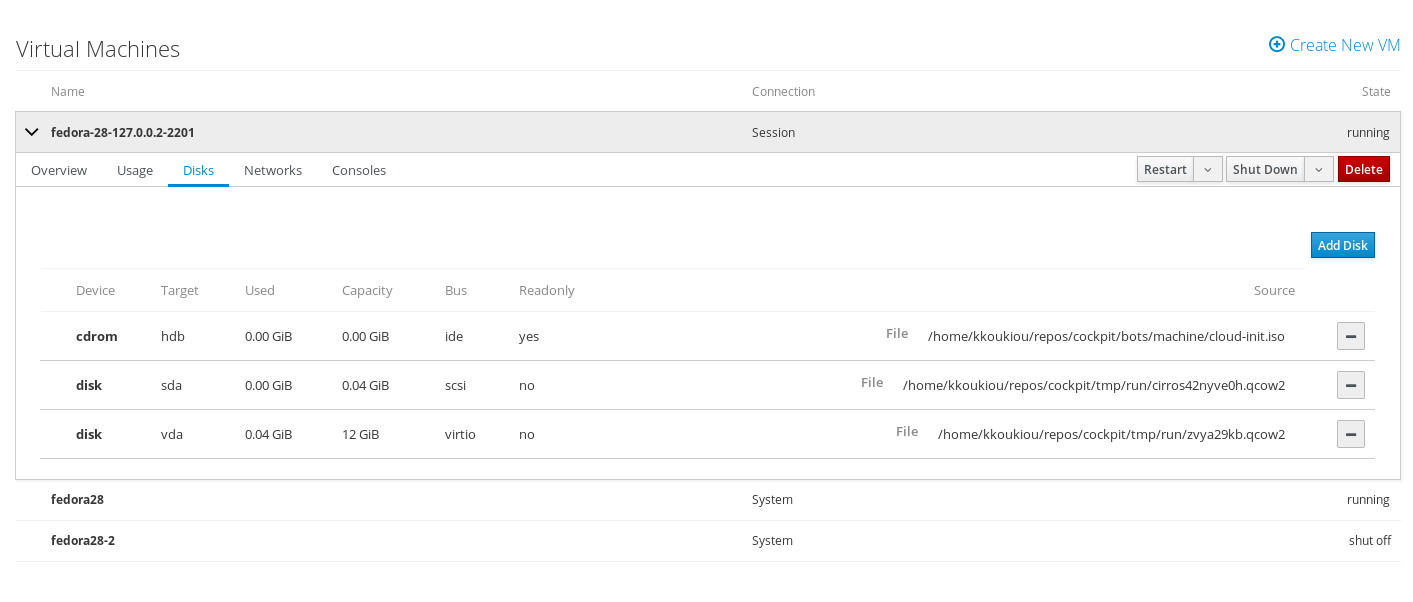 Virtual Machines
Create New VM
Name Connection State
fedora-28-127.0.0.2-2201 Session running
Overview Usage Disks Networks Consoles Restart Shut Down Delete
Add Disk
Device Target Used Capacity Bus Readonly Source
cdrom hdb 0.00 GiB 0.00 GiB ide yes File /home/kkoukiou/repos/cockpit/bots/machine/cloud-init.iso
disk sda 0.00 GiB 0.04 GiB scsi no File /home/kkoukiou/repos/cockpit/tmp/run/cirros42nyve0h.qcow2
disk vda 0.04 GiB 12 GiB virtio no File /home/kkoukiou/repos/cockpit/tmp/run/zvya29kb.qcow2
fedora28 System running
fedora28-2 System shut off